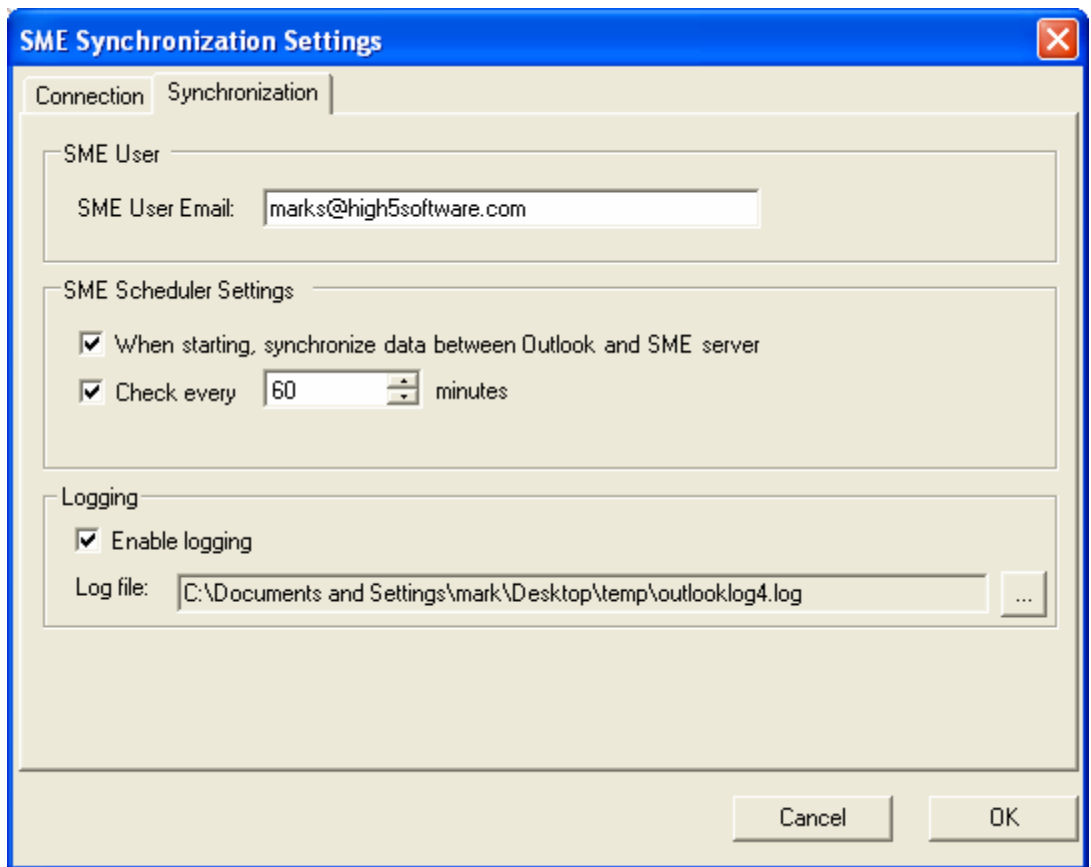 SME Synchronization Settings
Connection Synchronization
SME User
SME User Email: marks@high5software.com
SME Scheduler Settings
When starting, synchronize data between Outlook and SME server
Check every 60 minutes
Logging
Enable logging
Log file: C:\Documents and Settings\mark\Desktop\temp\outlooklog4.log ...
Cancel OK